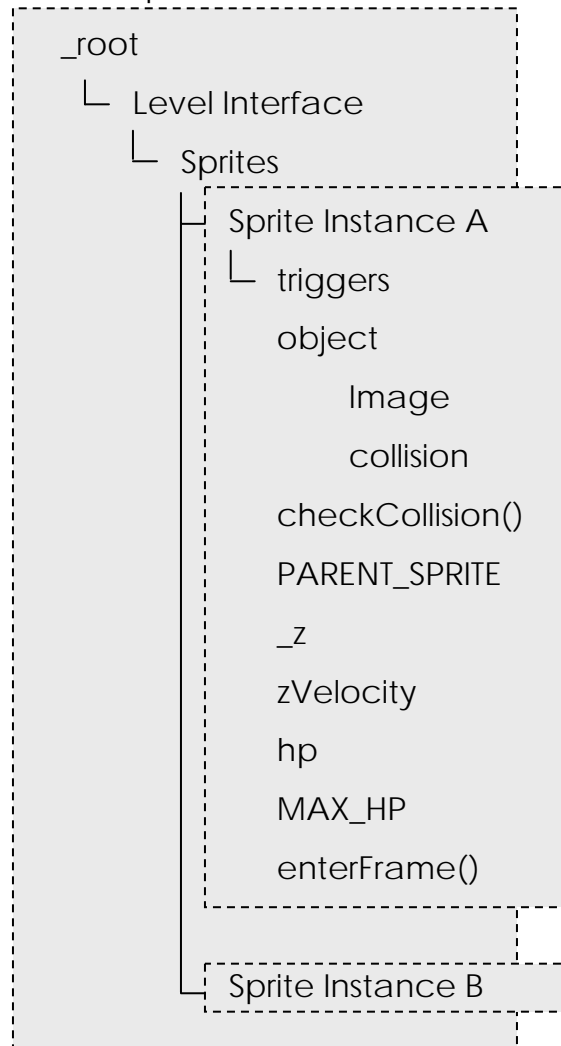 _root
Level Interface
Sprites
Sprite Instance A
triggers
object
Image
collision
checkCollision()
PARENT_SPRITE
_z
zVelocity
hp
MAX_HP
enterFrame()
Sprite Instance B